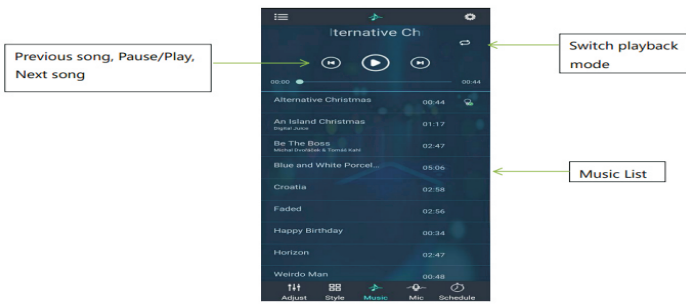 lternative Ch
Previous song, Pause/Play,
Next song
Switch playback
mode
00:00 00:44
Alternative Christmas 00:44
An Island Christmas 01:17
Digital Juice
Be The Boss 02:47
Michal Dvořáček & Tomáš Kahl
Blue and White Porcel... 05:06
Music List
Croatia 02:58
Faded 02:56
Happy Birthday 00:34
Horizon 02:47
Weirdo Man 00:48
Adjust Style Music Mic Schedule